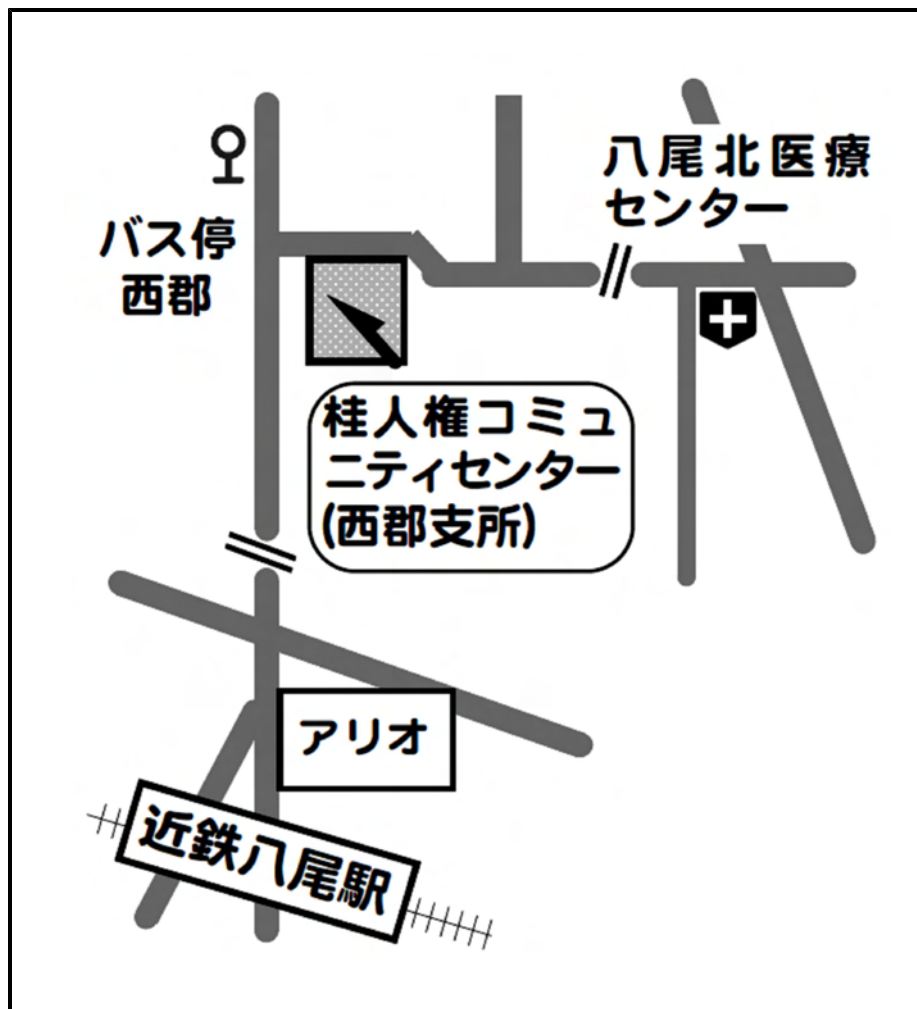 八尾北医療
センター
バス停
西郡
桂人権コミュ
ニティセンター
(西郡支所)
アリオ
近鉄八尾駅